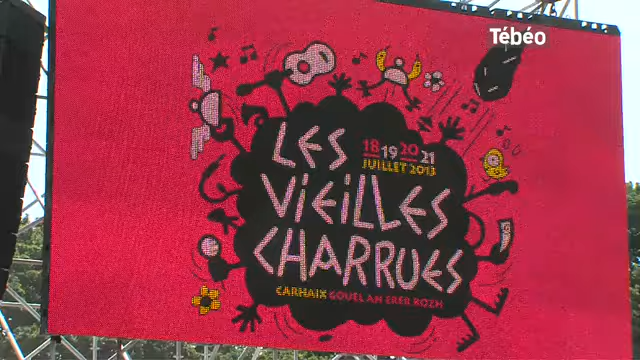 Tébéo
LES
18 19 20 21
JUILLET 2013
VIEILLES
CHARRUES
CARHAIX GOUEL AN ERER KOZH